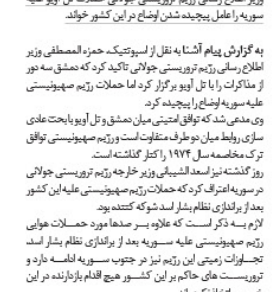 سوریه را عامل پیچیده شدن اوضاع در این کشور خواند.
به گزارش پیام آشنا به نقل از اسپوتنیک، حمزه المصطفی وزیر
اطلاع رسانی رژیم تروریستی جولانی تاکید کرد که دمشق سه دور
از مذاکرات را با تل آویو برگزار کرد اما حملات رژیم صهیونیستی
علیه سوریه اوضاع را پیچیده کرد.
وی مدعی شد که توافق امنیتی میان دمشق و تل آویو با بحث عادی
سازی روابط میان دو طرف متفاوت است و رژیم صهیونیستی توافق
ترک مخاصمه سال ۱۹۷۴ را کنار گذاشته است.
روز گذشته نیز اسعد الشیبانی وزیر خارجه رژیم تروریستی جولانی
در سوریه اعتراف کرد که حملات رژیم صهیونیستی علیه این کشور
بعد از براندازی نظام بشار اسد شوکه کننده بود.
لازم به ذکر است که علاوه بر صدها مورد حملات هوایی
رژیم صهیونیستی علیه سوریه بعد از براندازی نظام بشار اسد،
تجاوزات زمینی این رژیم نیز در جنوب سوریه ادامه دارد و
تروریست های حاکم بر این کشور هیچ اقدام بازدارنده در این